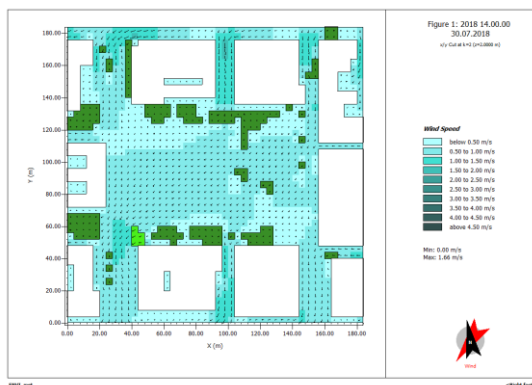 Figure 1: 2018 14.00.00
30.07.2018
x/y Cut at k=3 (z=3.0000 m)
180.00
160.00
140.00
120.00
100.00
80.00
60.00
40.00
20.00
0.00
Y (m)
0.00 20.00 40.00 60.00 80.00 100.00 120.00 140.00 160.00 180.00
X (m)
Wind Speed
below 0.50 m/s
0.50 to 1.00 m/s
1.00 to 1.50 m/s
1.50 to 2.00 m/s
2.00 to 2.50 m/s
2.50 to 3.00 m/s
3.00 to 3.50 m/s
3.50 to 4.00 m/s
4.00 to 4.50 m/s
above 4.50 m/s
Min: 0.00 m/s
Max: 1.66 m/s
N
Wind